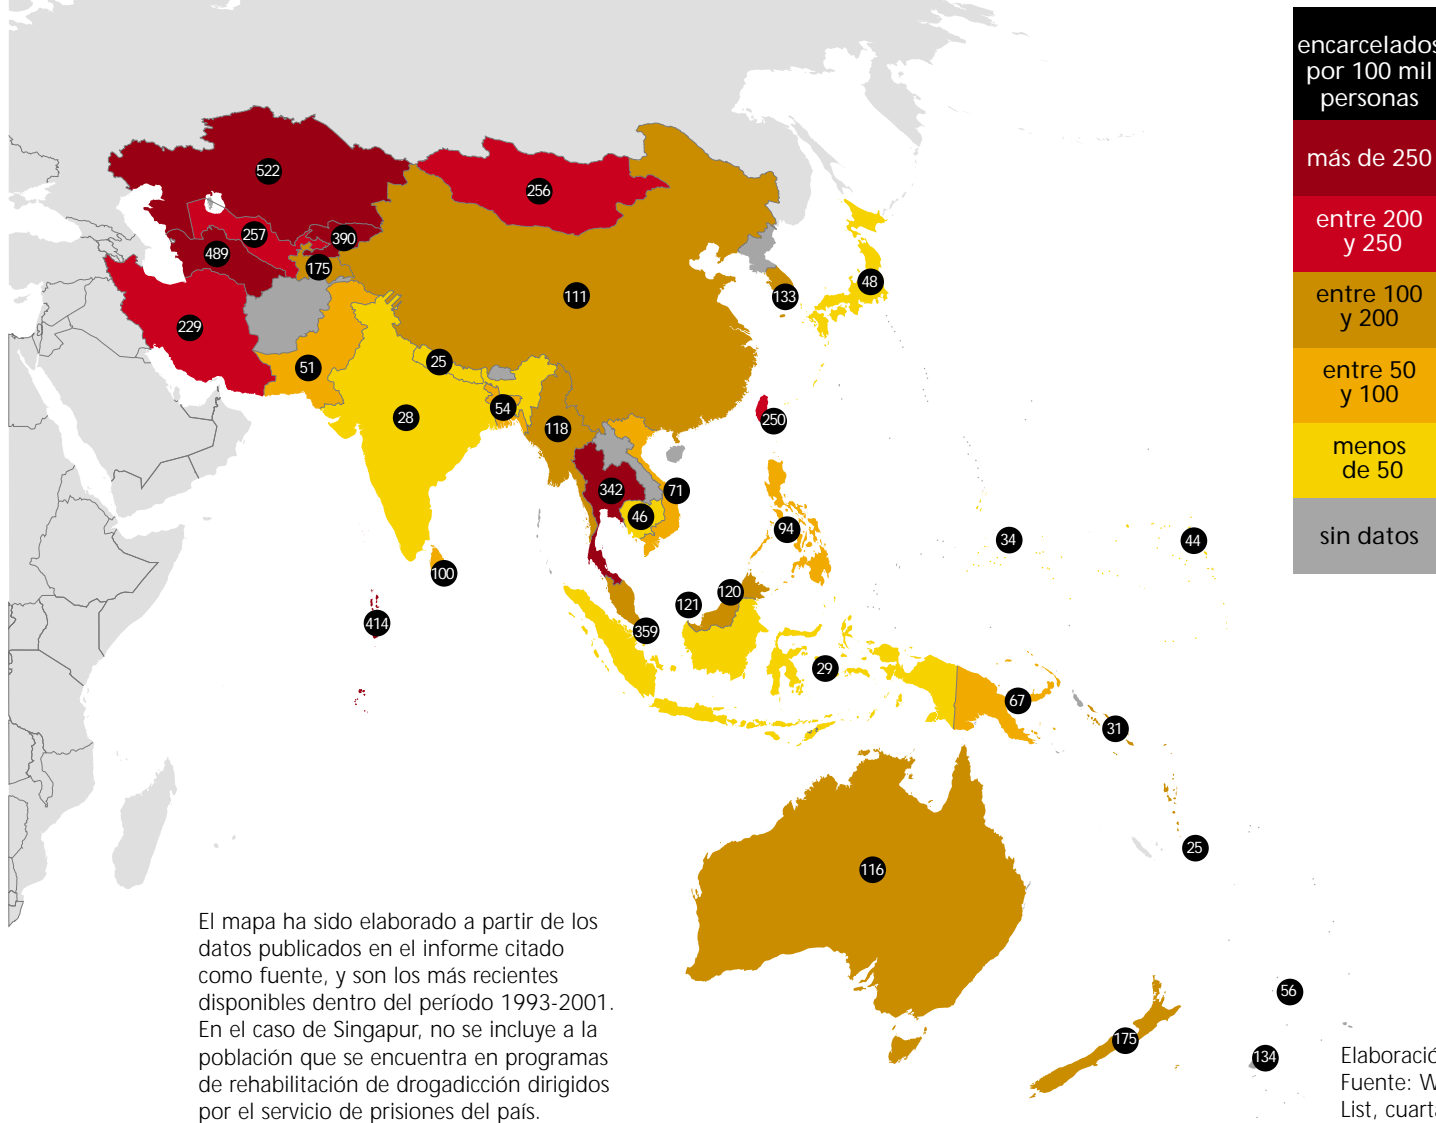 encarcelados
por 100 mil
personas
más de 250
entre 200
y 250
entre 100
y 200
entre 50
y 100
menos
de 50
sin datos
522
256
257
390
489
175
111
133
48
229
51
25
28
54
118
250
342
71
46
94
34
44
100
414
121
120
359
29
67
31
116
25
56
175
134
El mapa ha sido elaborado a partir de los
datos publicados en el informe citado
como fuente, y son los más recientes
disponibles dentro del período 1993-2001.
En el caso de Singapur, no se incluye a la
población que se encuentra en programas
de rehabilitación de drogadicción dirigidos
por el servicio de prisiones del país.
Elaboració
Fuente: W
List, cuarta